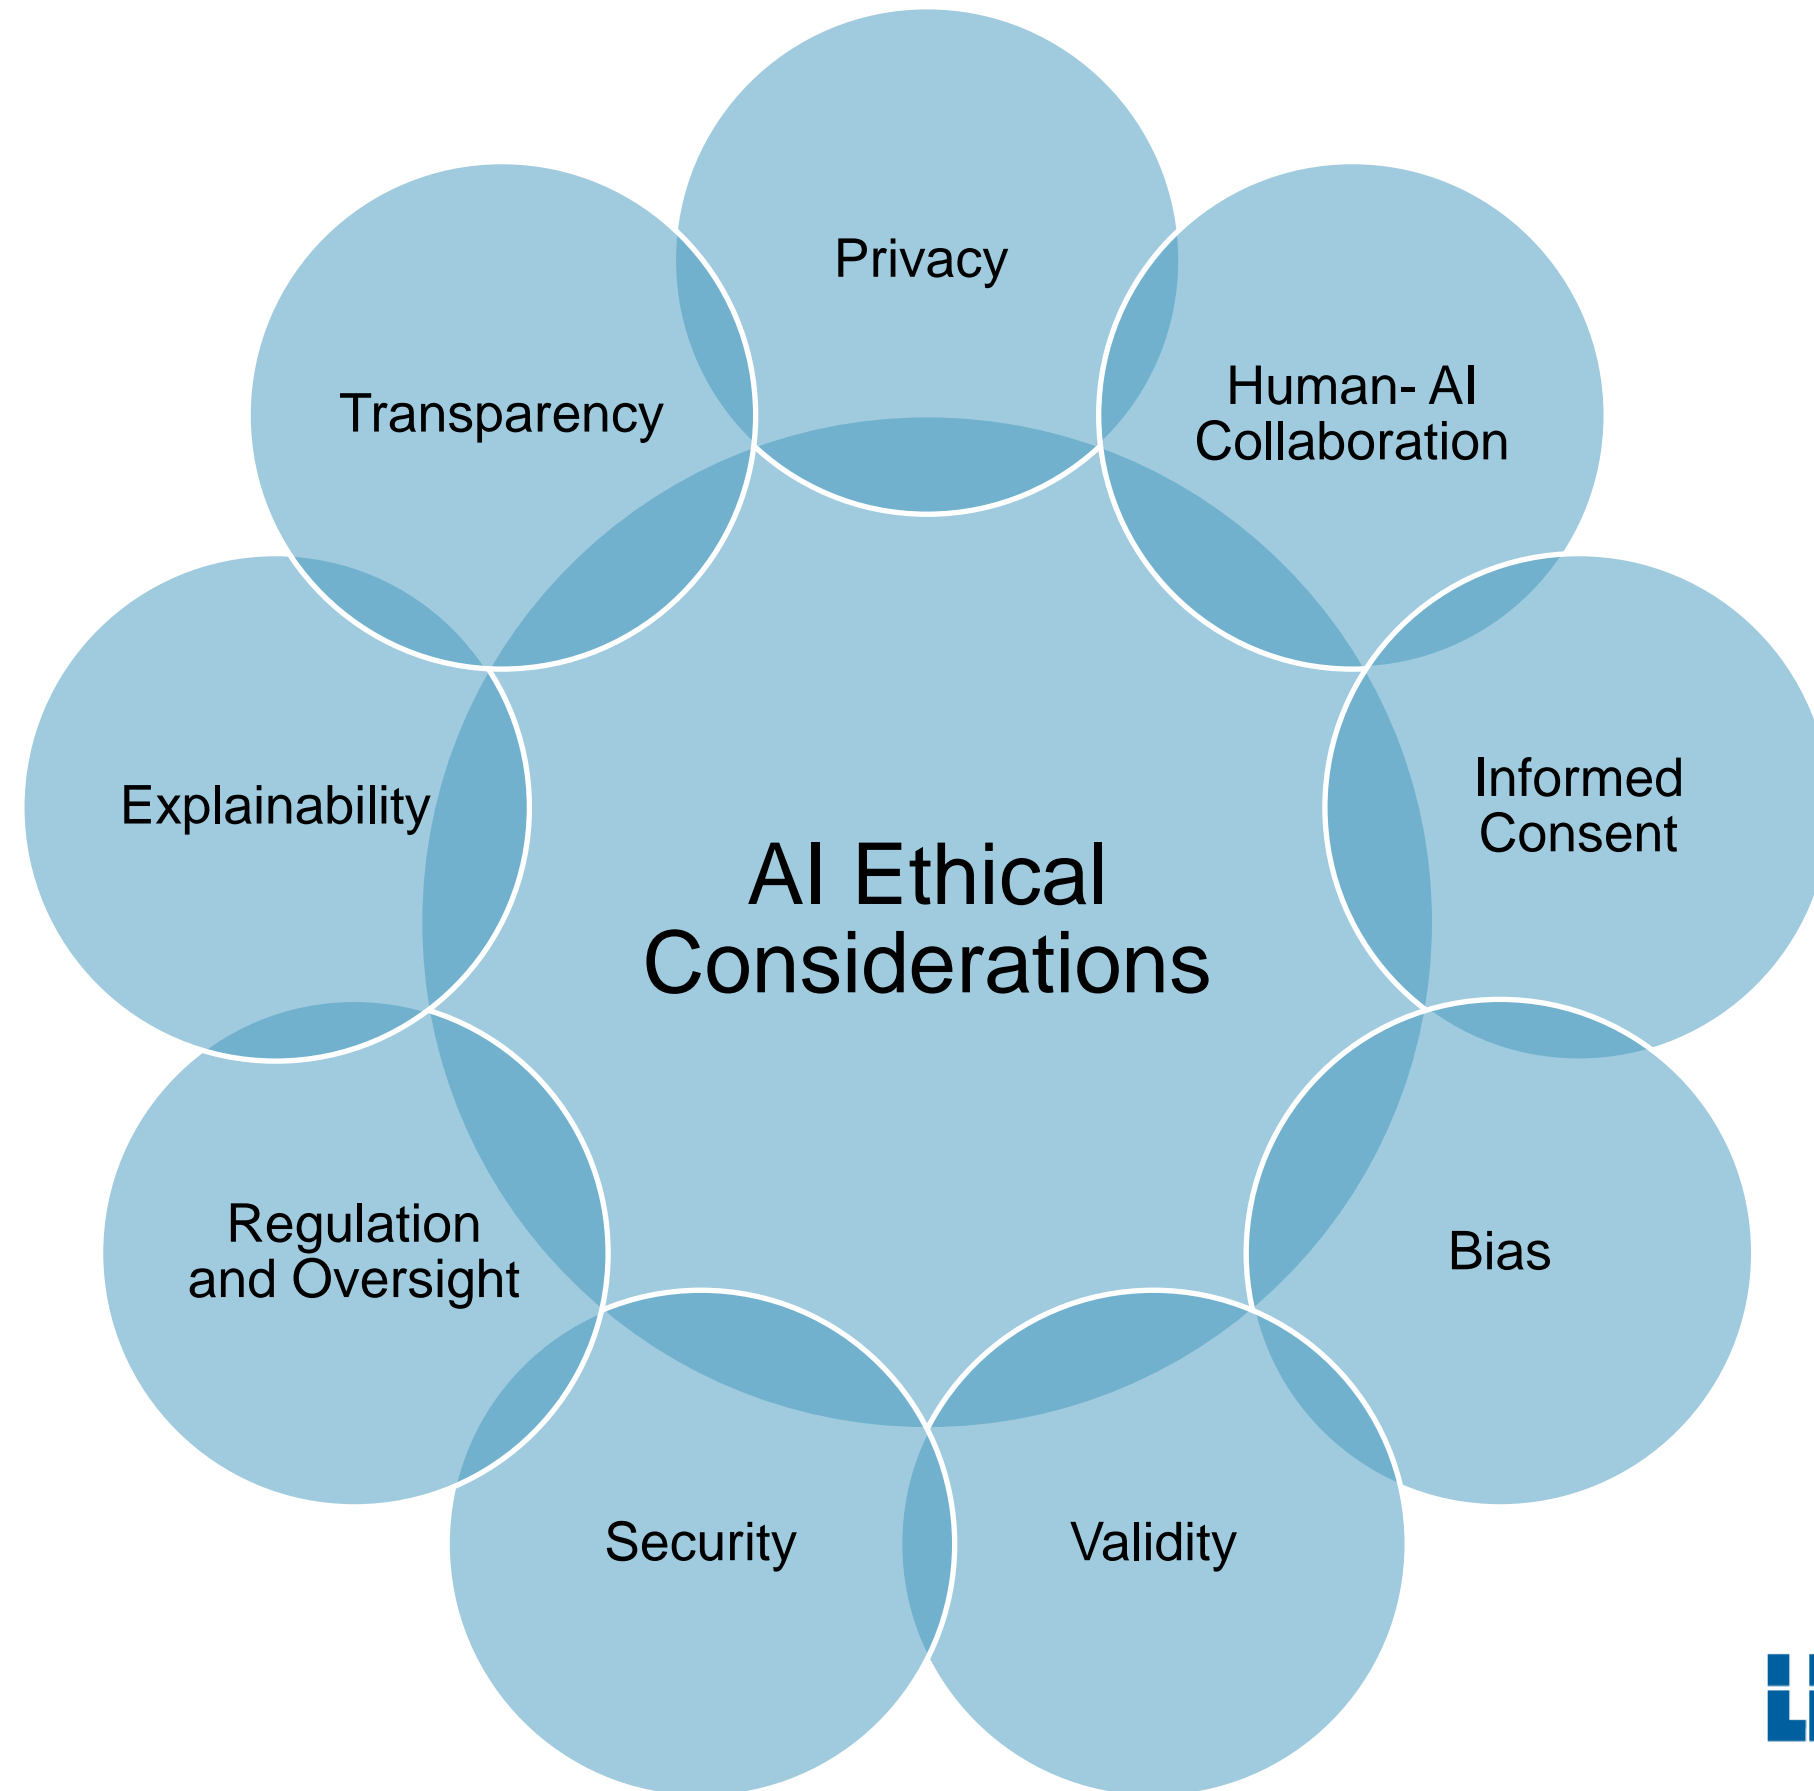 Privacy
Human- AI
Collaboration
Transparency
Informed
Consent
Explainability
AI Ethical
Considerations
Bias
Regulation
and Oversight
Security
Validity